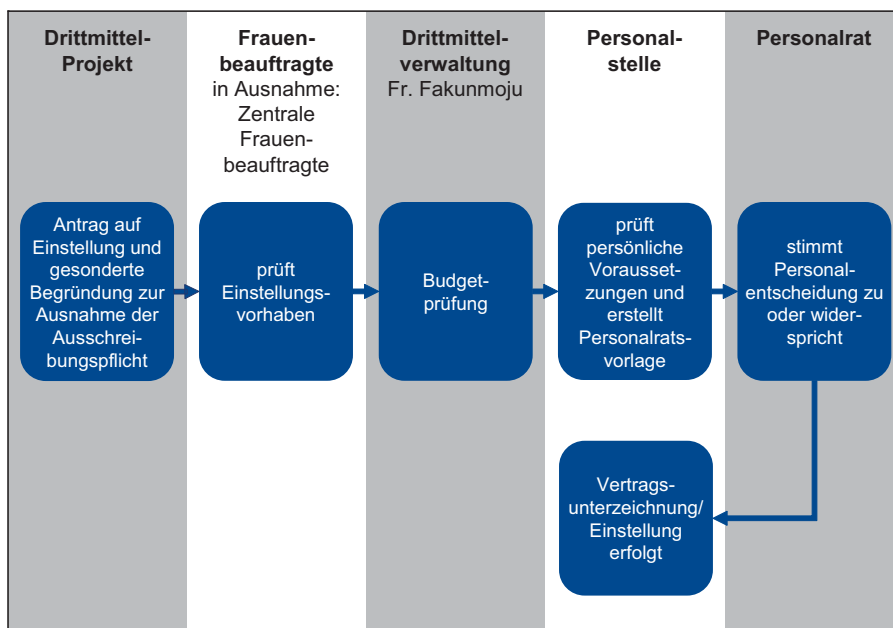 Drittmittel-
Projekt
Frauen-
beauftragte
in Ausnahme:
Zentrale
Frauen-
beauftragte
Drittmittel-
verwaltung
Fr. Fakunmoju
Personal-
stelle
Personalrat
Antrag auf
Einstellung und
gesonderte
Begründung zur
Ausnahme der
Ausschrei-
bungspflicht
prüft
Einstellungs-
vorhaben
Budget-
prüfung
prüft
persönliche
Vorausset-
zungen und
erstellt
Personalrats-
vorlage
stimmt
Personal-
entscheidung zu
oder wider-
spricht
Vertrags-
unterzeichnung/
Einstellung
erfolgt